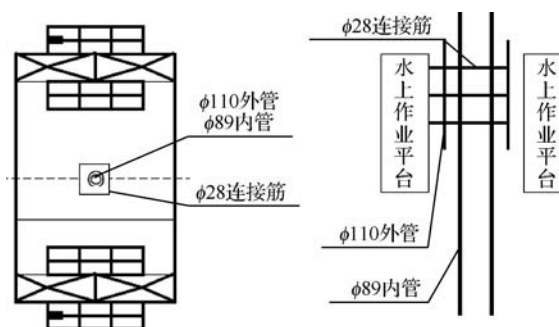 φ110外管
φ89内管
φ28连接筋
φ28连接筋
水上作业平台
水上作业平台
φ110外管
φ89内管